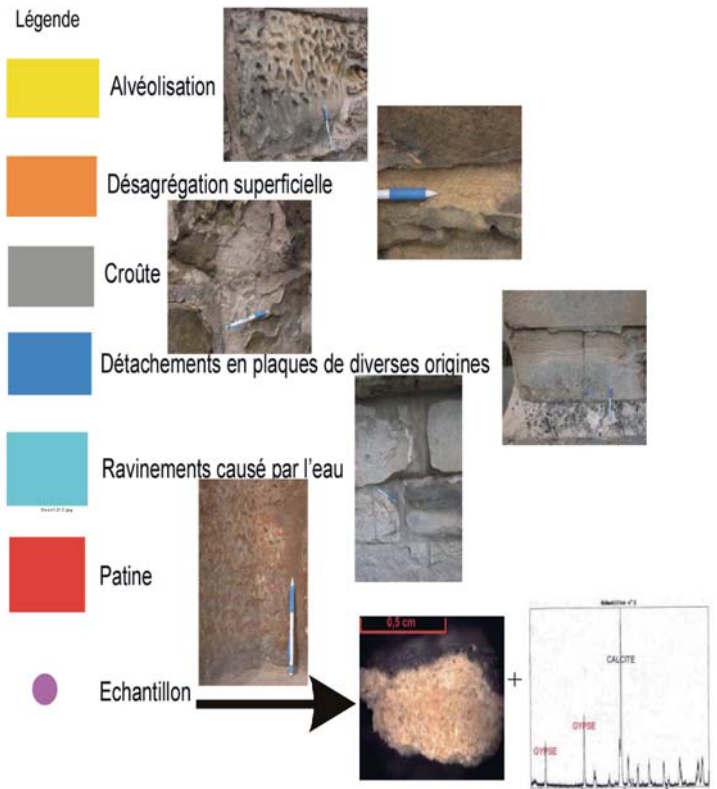 Légende
Alvéolisation
Désagrégation superficielle
Croûte
Détachements en plaques de diverses origines
Ravinements causé par l'eau
Patine
Echantillon
0,5 cm
+
CALCITE
GYPSE
GYPSE